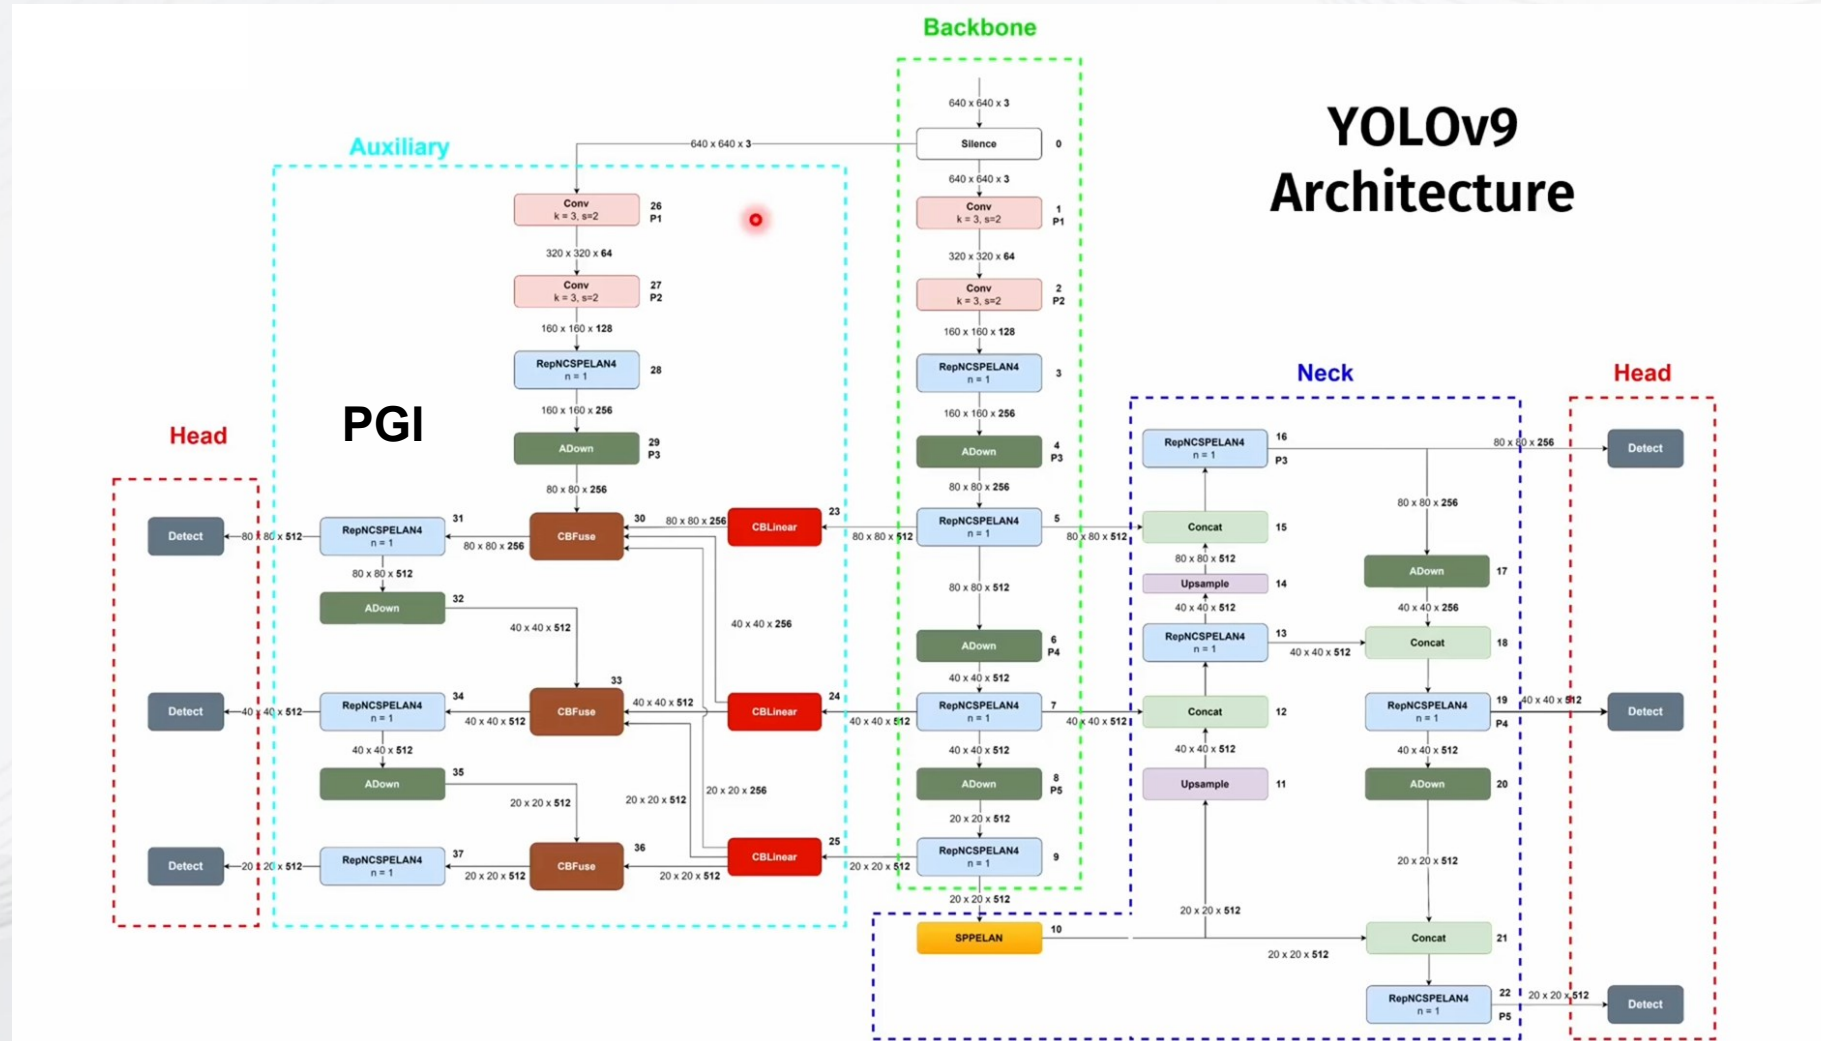 Backbone
YOLOv9
Architecture
640 x 640 x 3
Silence
0
640 x 640 x 3
640 x 640 x 3
Conv
k = 3, s=2
1
P1
320 x 320 x 64
Conv
k = 3, s=2
2
P2
160 x 160 x 128
RepNCSPELAN4
n = 1
3
160 x 160 x 256
ADown
4
P3
80 x 80 x 256
RepNCSPELAN4
n = 1
5
80 x 80 x 512
80 x 80 x 512
80 x 80 x 512
ADown
6
P4
40 x 40 x 512
RepNCSPELAN4
n = 1
7
40 x 40 x 512
40 x 40 x 512
40 x 40 x 512
ADown
8
P5
20 x 20 x 512
RepNCSPELAN4
n = 1
9
20 x 20 x 512
20 x 20 x 512
Auxiliary
PGI
Conv
k = 3, s=2
26
P1
320 x 320 x 64
Conv
k = 3, s=2
27
P2
160 x 160 x 128
RepNCSPELAN4
n = 1
28
160 x 160 x 256
ADown
29
P3
80 x 80 x 256
CBLinear
23
80 x 80 x 256
CBFuse
30
80 x 80 x 256
RepNCSPELAN4
n = 1
31
80 x 80 x 512
80 x 80 x 512
ADown
32
40 x 40 x 512
40 x 40 x 256
CBLinear
24
40 x 40 x 512
CBFuse
33
40 x 40 x 512
RepNCSPELAN4
n = 1
34
40 x 40 x 512
40 x 40 x 512
ADown
35
20 x 20 x 512
20 x 20 x 512
20 x 20 x 256
CBLinear
25
20 x 20 x 512
CBFuse
36
20 x 20 x 512
RepNCSPELAN4
n = 1
37
20 x 20 x 512
Head
Detect
Detect
Detect
Neck
RepNCSPELAN4
n = 1
16
P3
80 x 80 x 256
80 x 80 x 256
Concat
15
80 x 80 x 512
Upsample
14
40 x 40 x 512
RepNCSPELAN4
n = 1
13
40 x 40 x 512
Concat
12
40 x 40 x 512
Upsample
11
20 x 20 x 512
SPPELAN
10
20 x 20 x 512
ADown
17
40 x 40 x 256
Concat
18
RepNCSPELAN4
n = 1
19
P4
40 x 40 x 512
40 x 40 x 512
ADown
20
20 x 20 x 512
Concat
21
RepNCSPELAN4
n = 1
22
P5
20 x 20 x 512
Head
Detect
Detect
Detect